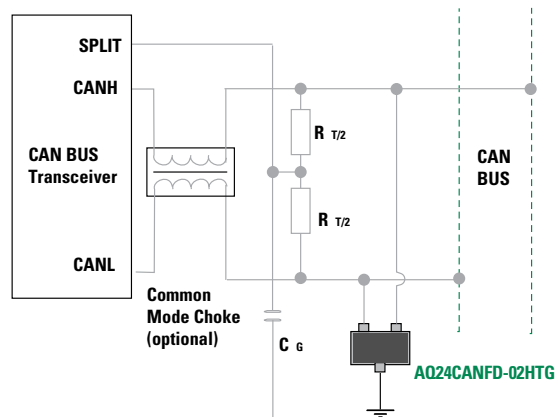 SPLIT
CANH
CAN BUS
Transceiver
CANL
Common
Mode Choke
(optional)
R T/2
R T/2
C G
CAN
BUS
AQ24CANFD-02HTG